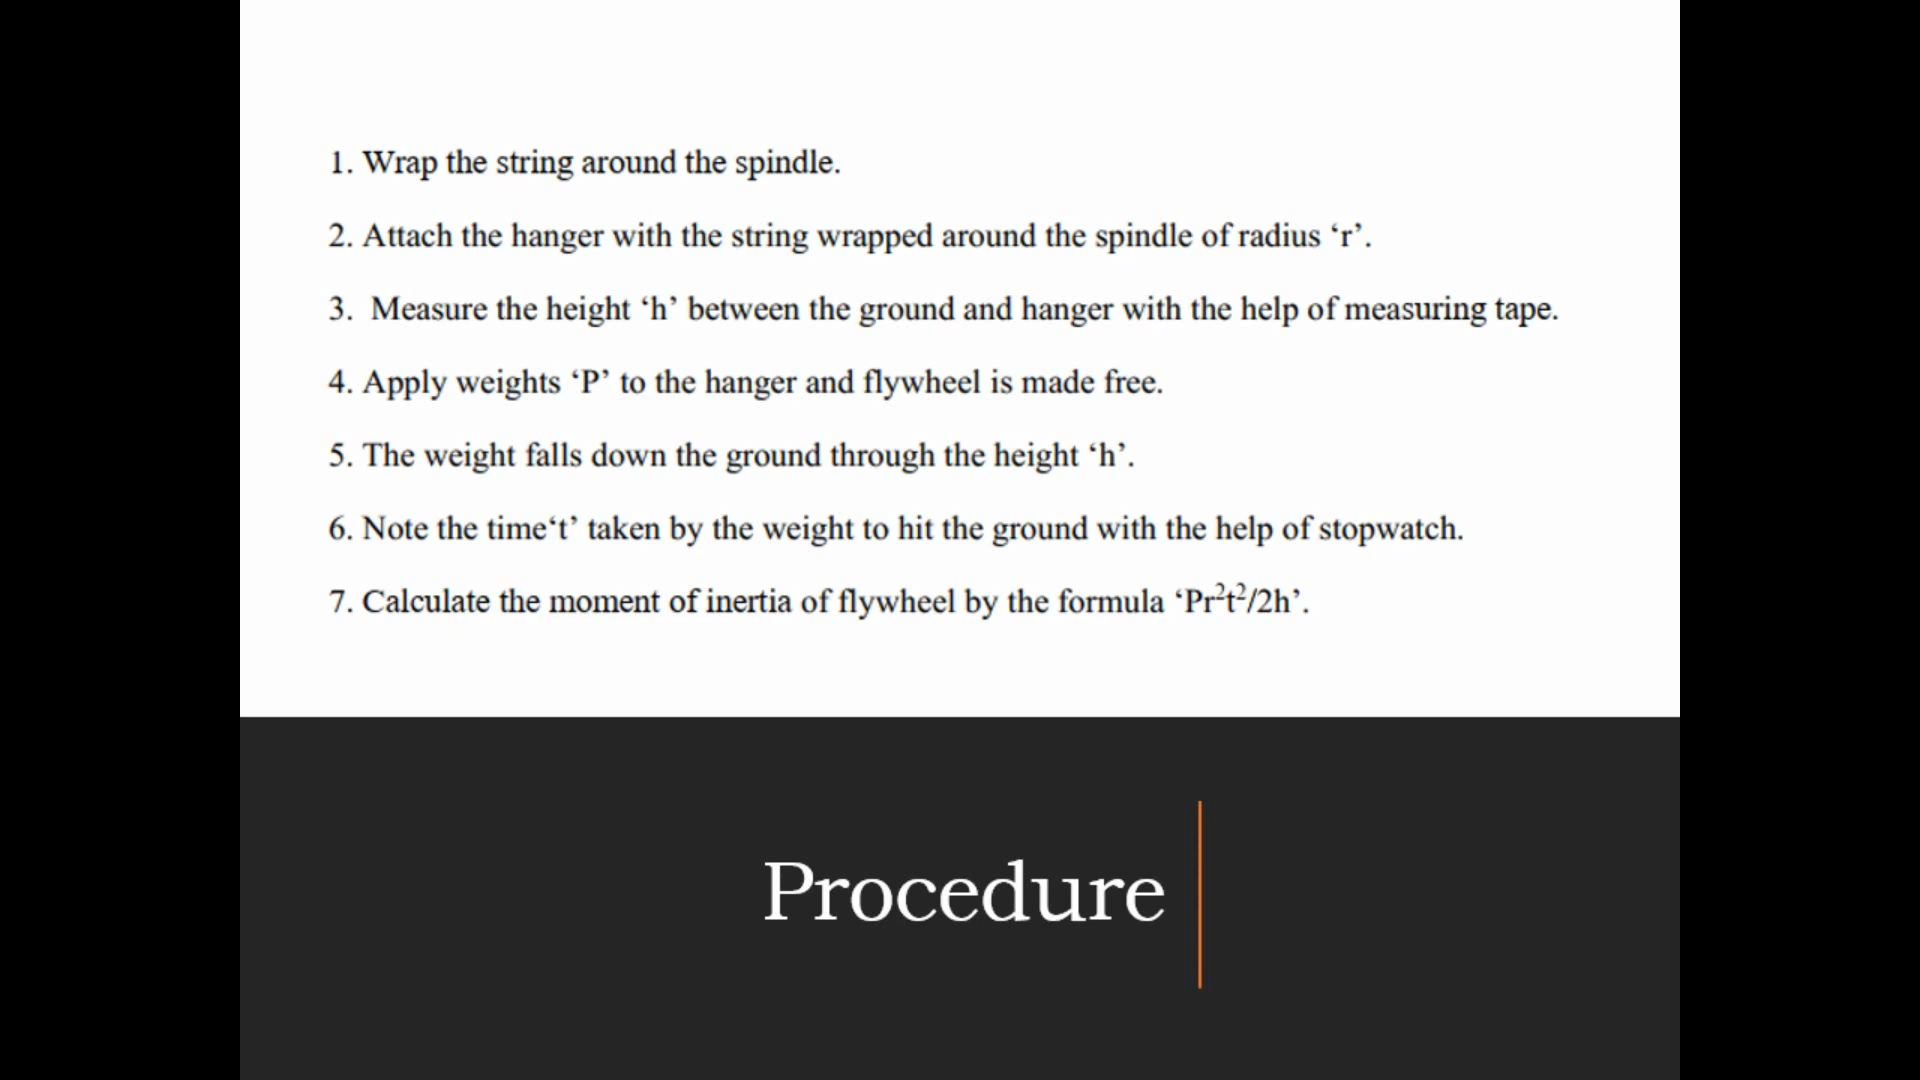 1. Wrap the string around the spindle.
2. Attach the hanger with the string wrapped around the spindle of radius ‘r’.
3.  Measure the height ‘h’ between the ground and hanger with the help of measuring tape.
4. Apply weights ‘P’ to the hanger and flywheel is made free.
5. The weight falls down the ground through the height ‘h’.
6. Note the time‘t’ taken by the weight to hit the ground with the help of stopwatch.
7. Calculate the moment of inertia of flywheel by the formula ‘Pr²t²/2h’.
Procedure